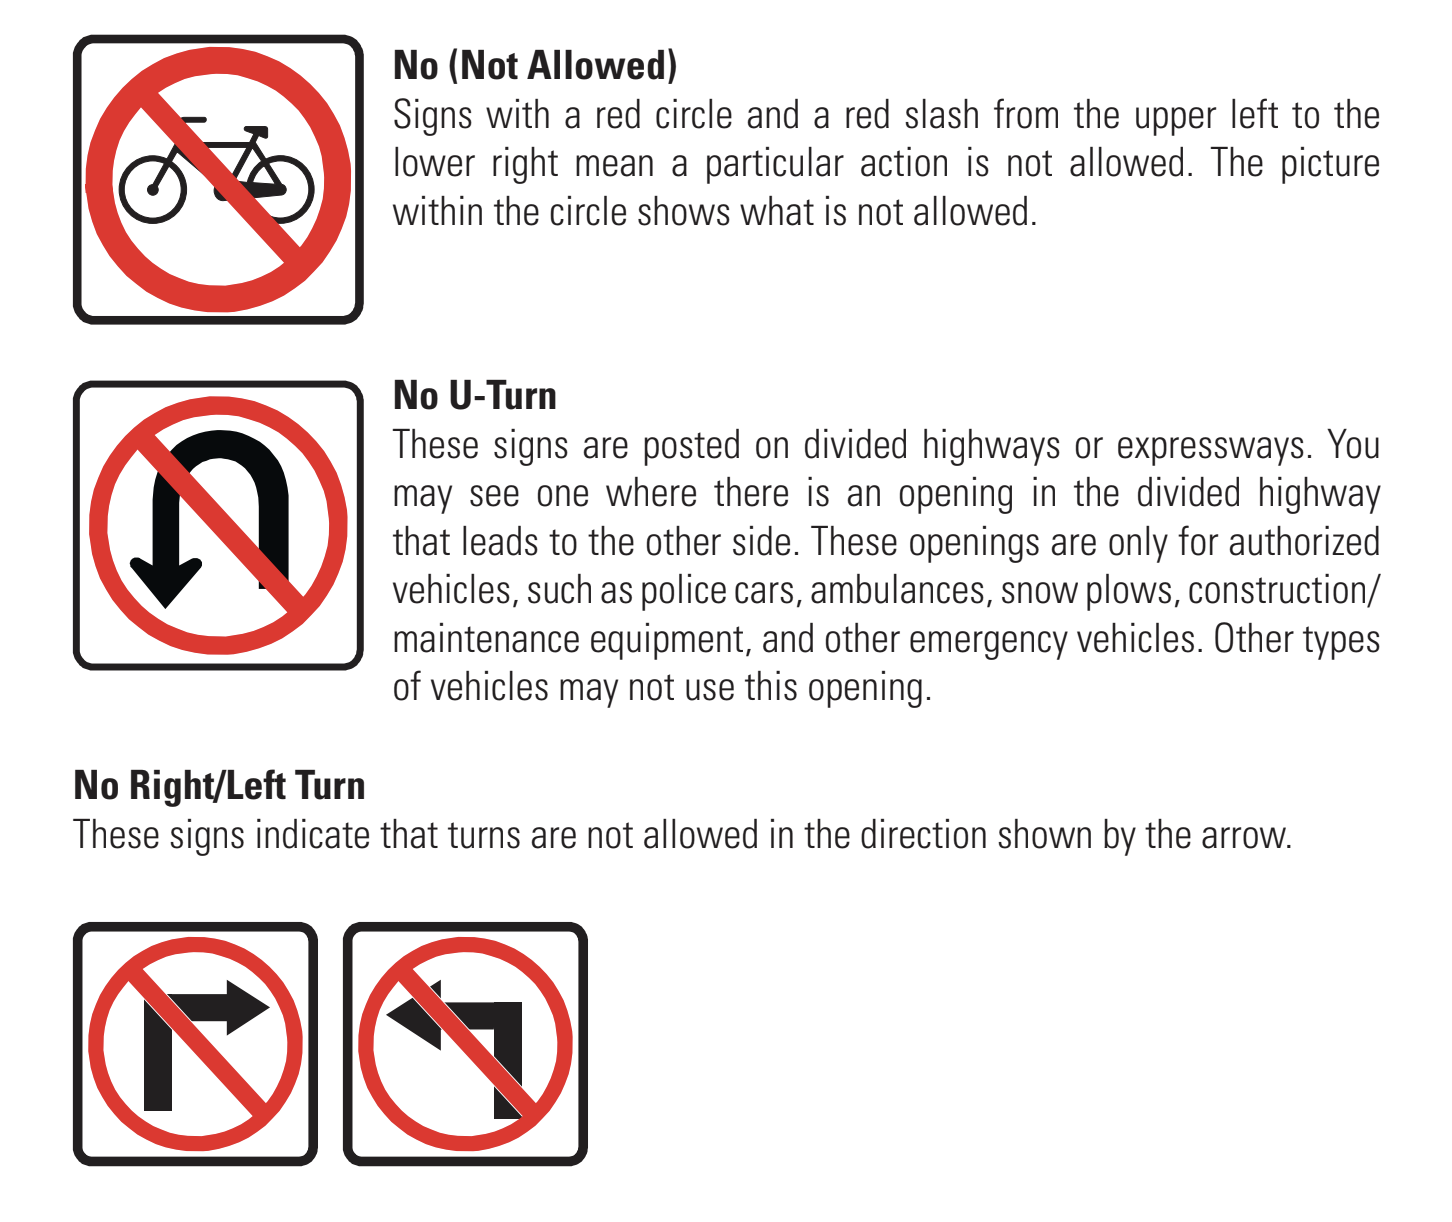 No (Not Allowed)
Signs with a red circle and a red slash from the upper left to the
lower right mean a particular action is not allowed. The picture
within the circle shows what is not allowed.
No U-Turn
These signs are posted on divided highways or expressways. You
may see one where there is an opening in the divided highway
that leads to the other side. These openings are only for authorized
vehicles, such as police cars, ambulances, snow plows, construction/
maintenance equipment, and other emergency vehicles. Other types
of vehicles may not use this opening.
No Right/Left Turn
These signs indicate that turns are not allowed in the direction shown by the arrow.